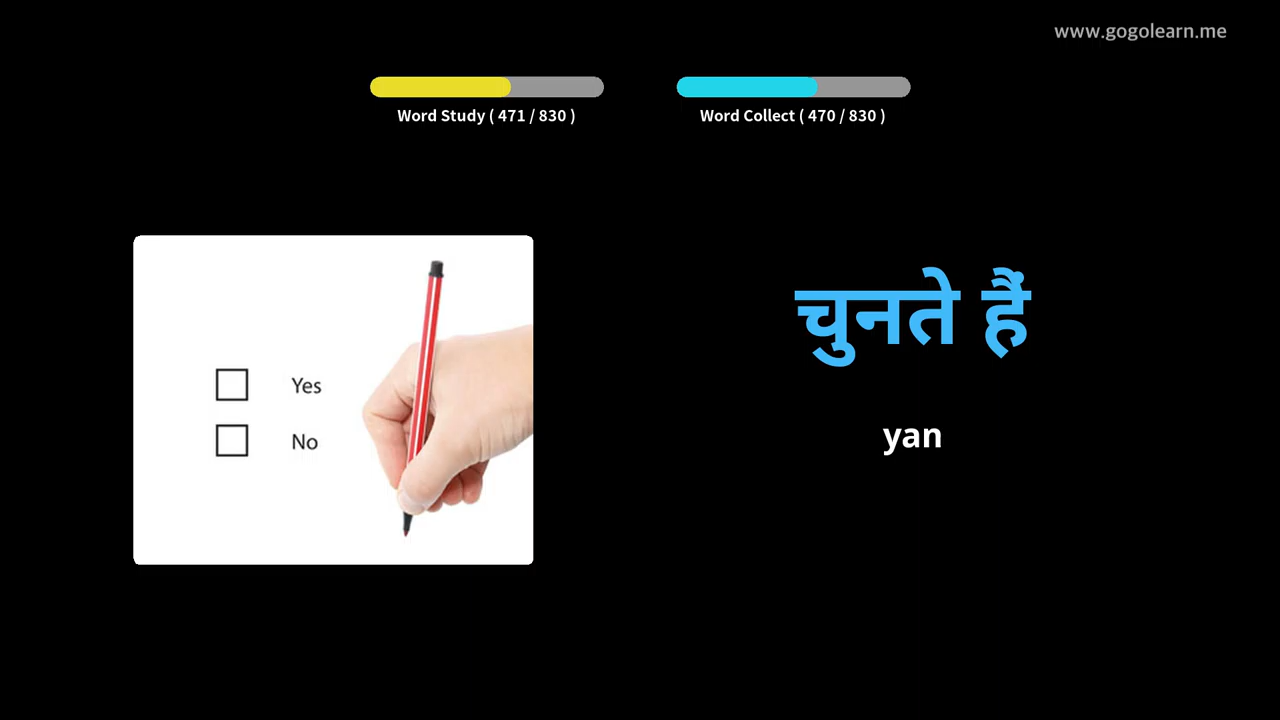 www.gogolearn.me
Word Study ( 471 / 830 )
Word Collect ( 470 / 830 )
Yes
No
चुनते हैं
yan